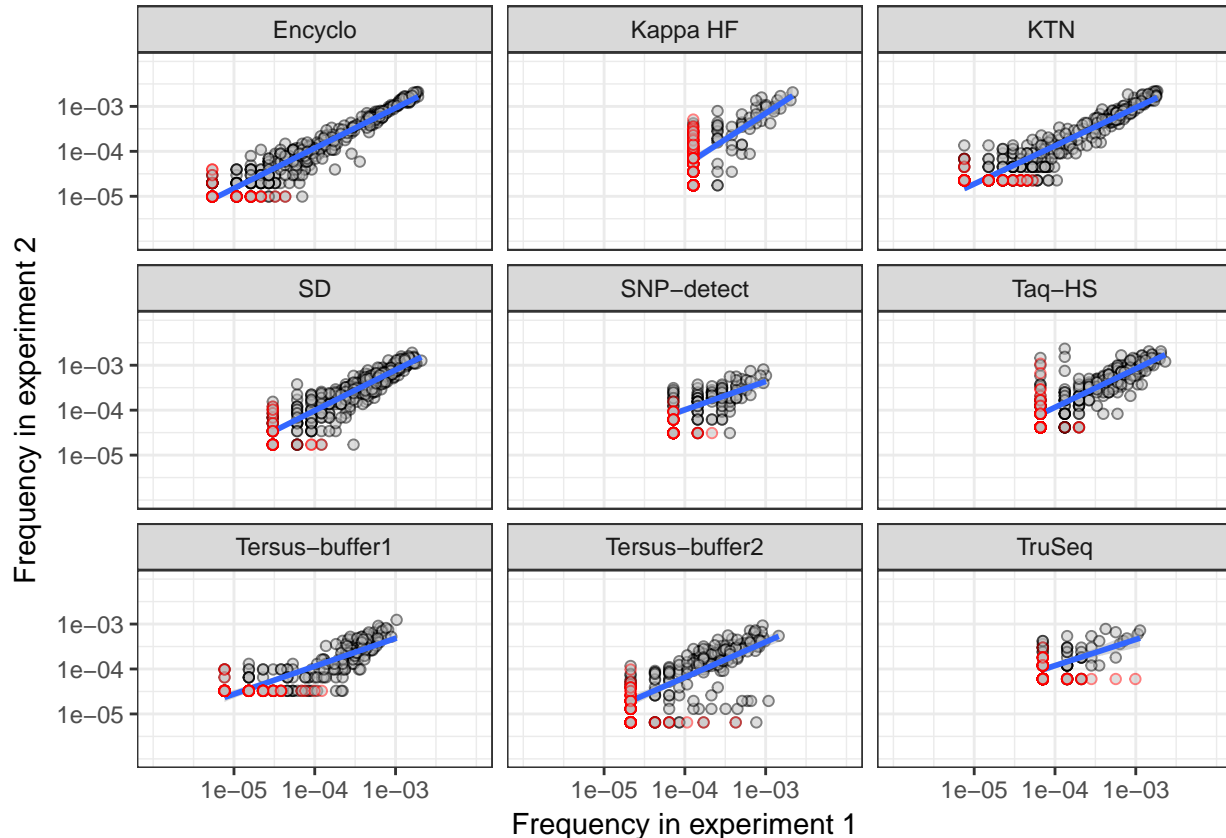 Encyclo
Kappa HF
KTN
1e−03
1e−04
1e−05
SD
SNP−detect
Taq−HS
1e−03
1e−04
1e−05
Tersus−buffer1
Tersus−buffer2
TruSeq
1e−03
1e−04
1e−05
1e−05 1e−04 1e−03
1e−05 1e−04 1e−03
1e−05 1e−04 1e−03
Frequency in experiment 1
Frequency in experiment 2